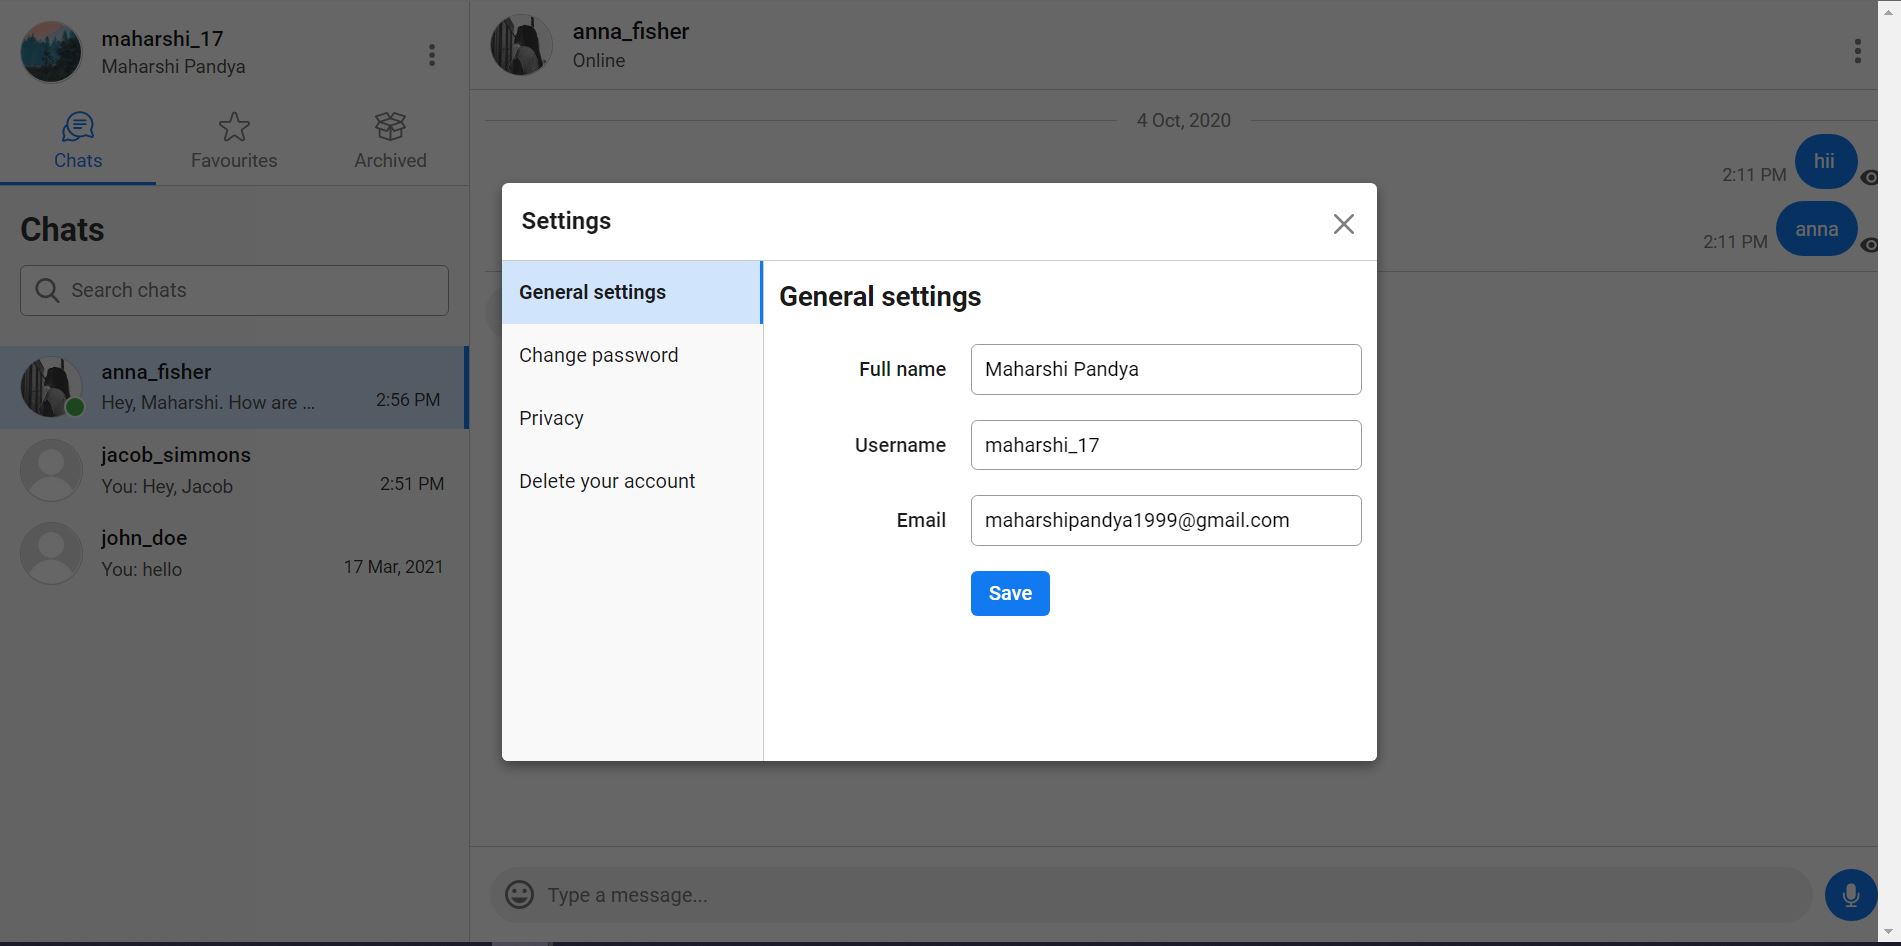 maharshi_17
Maharshi Pandya
Chats
Favourites
Archived
Chats
Search chats
anna_fisher
Hey, Maharshi. How are ...
2:56 PM
jacob_simmons
You: Hey, Jacob
2:51 PM
john_doe
You: hello
17 Mar, 2021
anna_fisher
Online
4 Oct, 2020
2:11 PM
hii
2:11 PM
anna
Settings
General settings
Change password
Privacy
Delete your account
General settings
Full name
Maharshi Pandya
Username
maharshi_17
Email
maharshipandya1999@gmail.com
Save
Type a message...